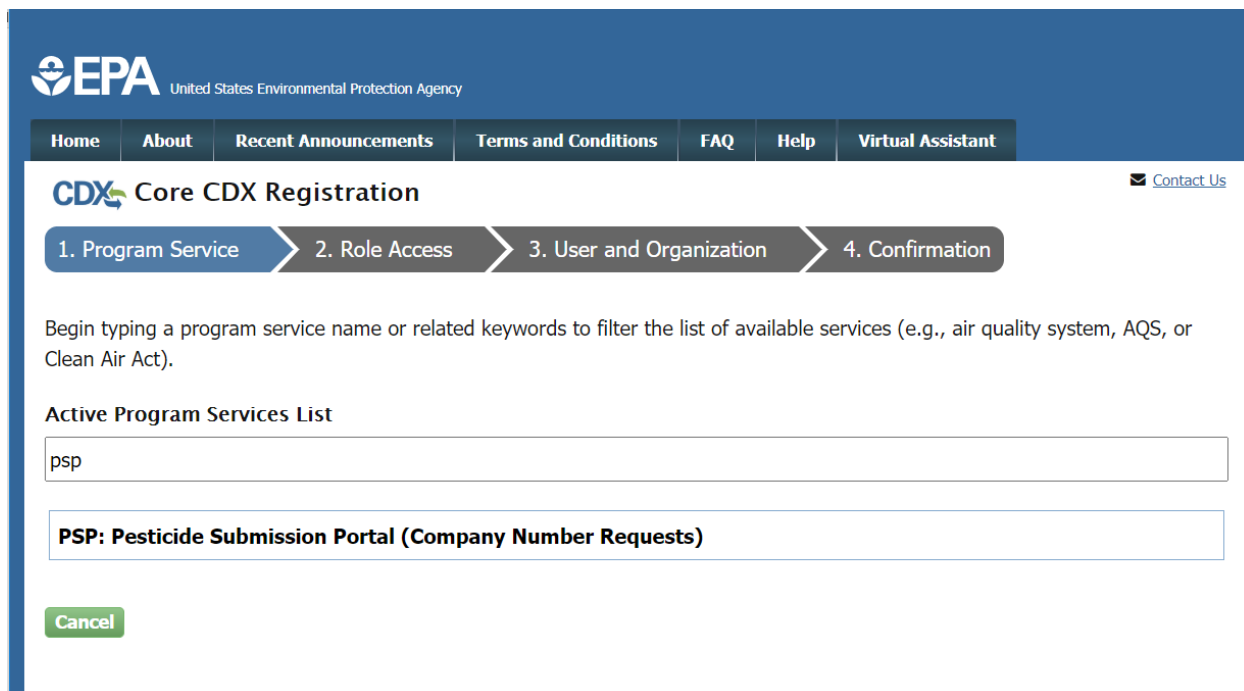 EPA United States Environmental Protection Agency
Home About Recent Announcements Terms and Conditions FAQ Help Virtual Assistant
CDX Core CDX Registration
Contact Us
1. Program Service 2. Role Access 3. User and Organization 4. Confirmation
Begin typing a program service name or related keywords to filter the list of available services (e.g., air quality system, AQS, or
Clean Air Act).
Active Program Services List
psp
PSP: Pesticide Submission Portal (Company Number Requests)
Cancel